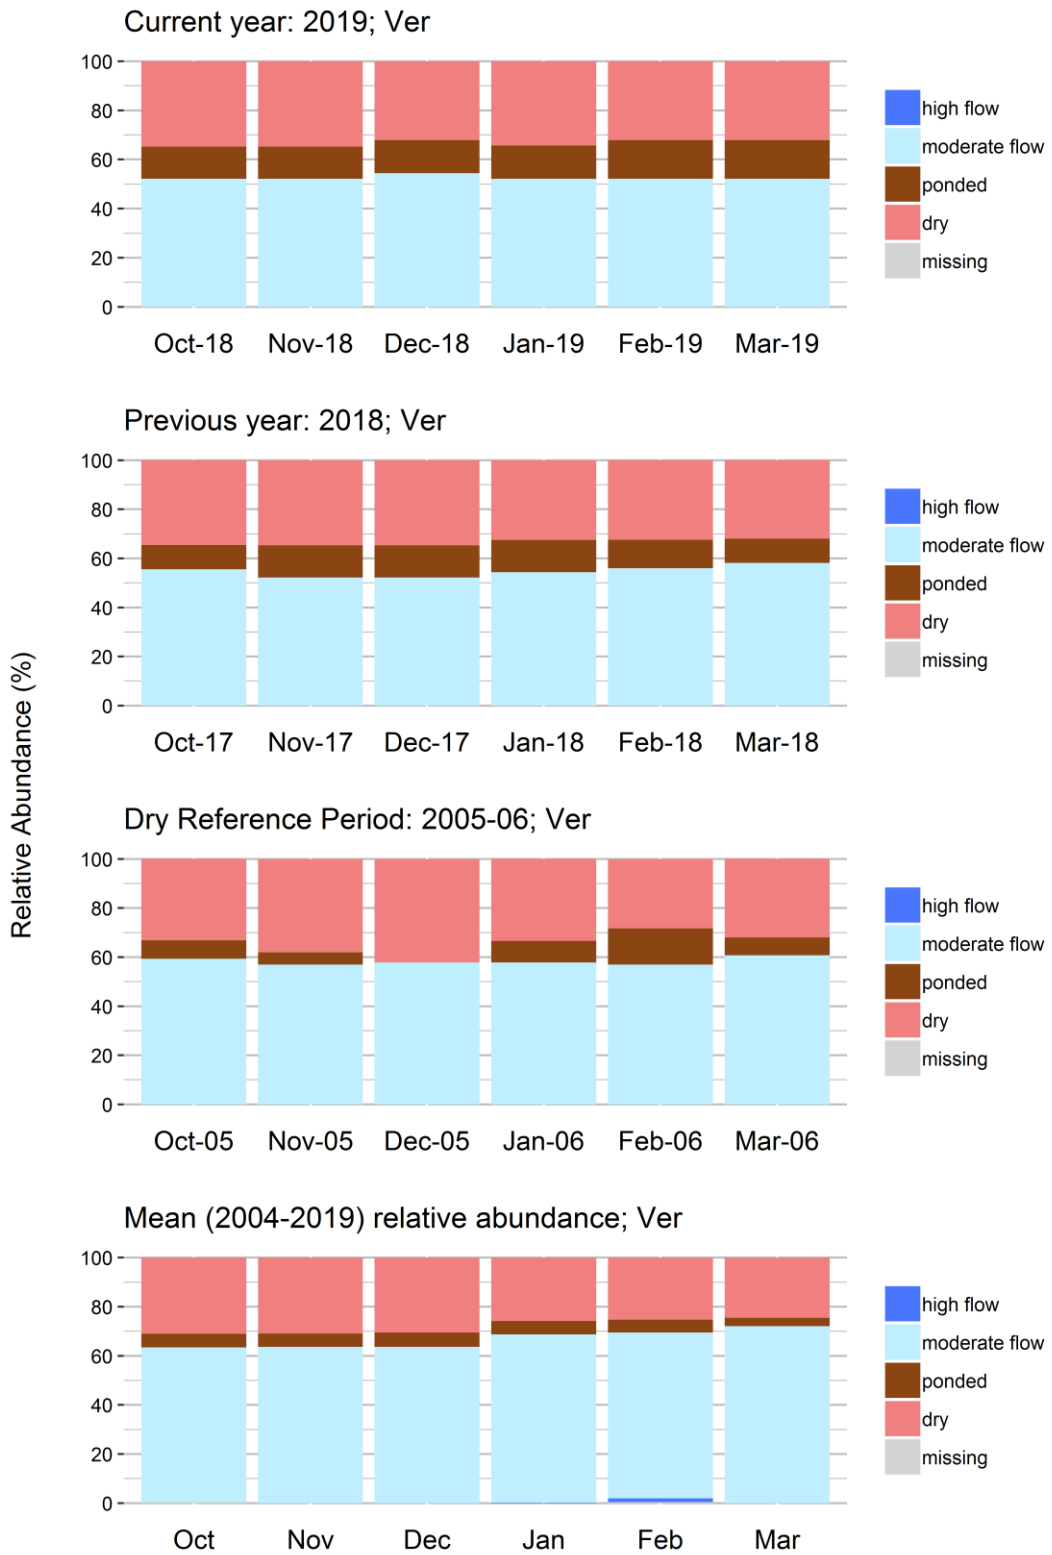 Relative Abundance (%)
Current year: 2019; Ver
100
80
60
40
20
0
Oct-18 Nov-18 Dec-18 Jan-19 Feb-19 Mar-19
high flow
moderate flow
ponded
dry
missing
Previous year: 2018; Ver
100
80
60
40
20
0
Oct-17 Nov-17 Dec-17 Jan-18 Feb-18 Mar-18
high flow
moderate flow
ponded
dry
missing
Dry Reference Period: 2005-06; Ver
100
80
60
40
20
0
Oct-05 Nov-05 Dec-05 Jan-06 Feb-06 Mar-06
high flow
moderate flow
ponded
dry
missing
Mean (2004-2019) relative abundance; Ver
100
80
60
40
20
0
Oct Nov Dec Jan Feb Mar
high flow
moderate flow
ponded
dry
missing